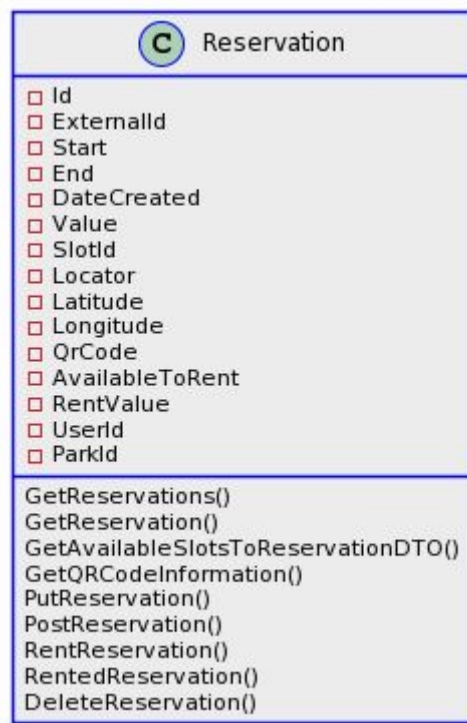 C Reservation
Id
ExternalId
Start
End
DateCreated
Value
SlotId
Locator
Latitude
Longitude
QrCode
AvailableToRent
RentValue
UserId
ParkId
GetReservations()
GetReservation()
GetAvailableSlotsToReservationDTO()
GetQRCodeInformation()
PutReservation()
PostReservation()
RentReservation()
RentedReservation()
DeleteReservation()